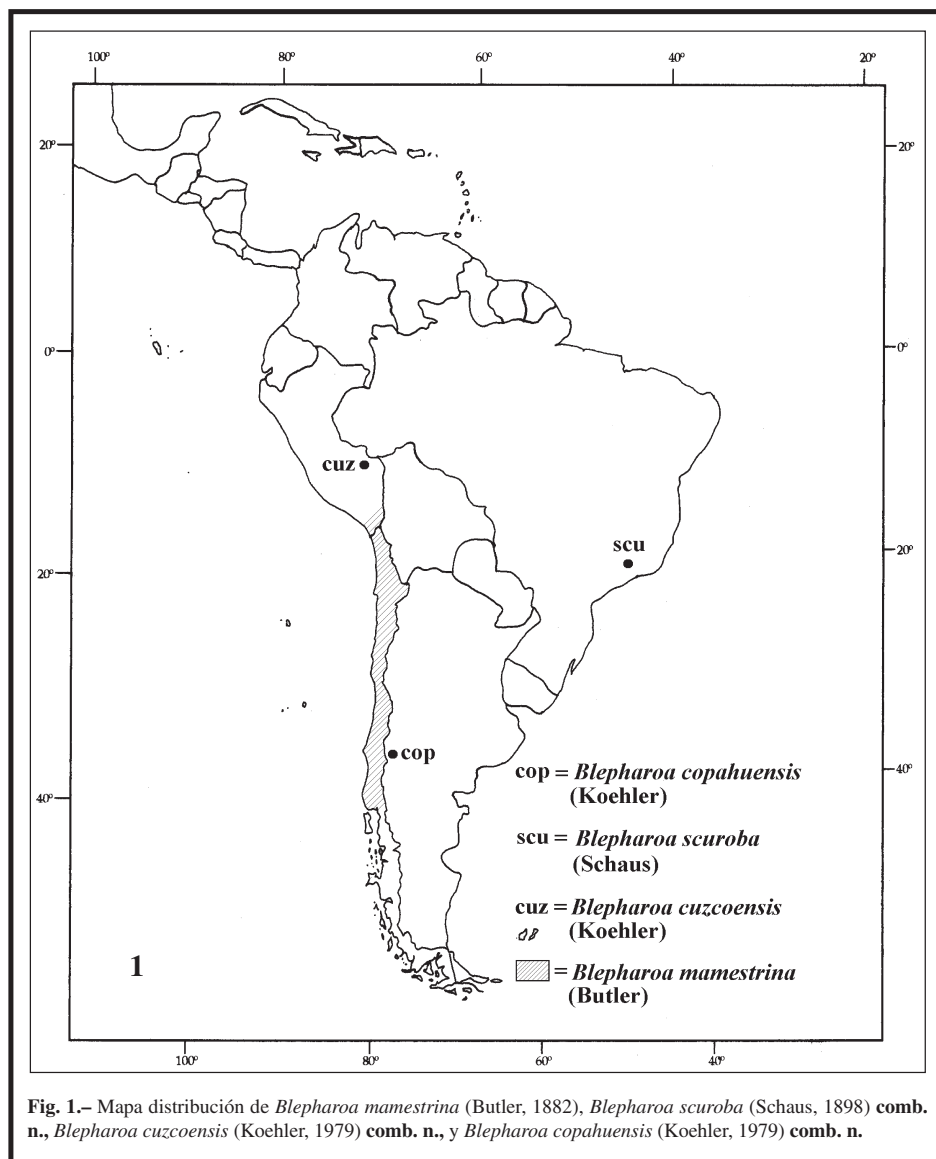 100º 80º 60º 40º 20º
20º 20º
0º 0º
cuz
scu
20º
20º
cop
cop = Blepharoa copahuensis
40º
(Koehler)
40º
scu = Blepharoa scuroba
(Schaus)
cuz = Blepharoa cuzcoensis
(Koehler)
1
= Blepharoa mamestrina
(Butler)
100º 80º 60º 40º
Fig. 1.– Mapa distribución de Blepharoa mamestrina (Butler, 1882), Blepharoa scuroba (Schaus, 1898) comb.
n., Blepharoa cuzcoensis (Koehler, 1979) comb. n., y Blepharoa copahuensis (Koehler, 1979) comb. n.